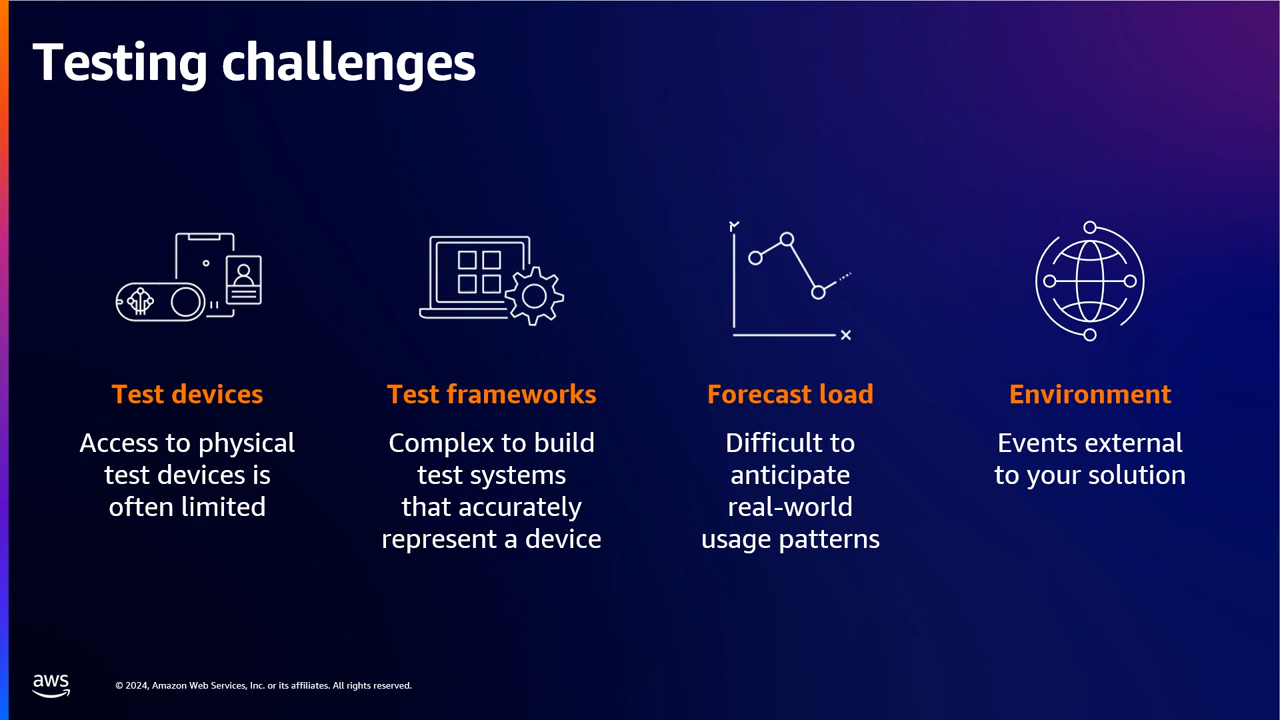 Testing challenges
Test devices
Access to physical
test devices is
often limited
Test frameworks
Complex to build
test systems
that accurately
represent a device
Forecast load
Difficult to
anticipate
real-world
usage patterns
Environment
Events external
to your solution
aws
© 2024, Amazon Web Services, Inc. or its affiliates. All rights reserved.